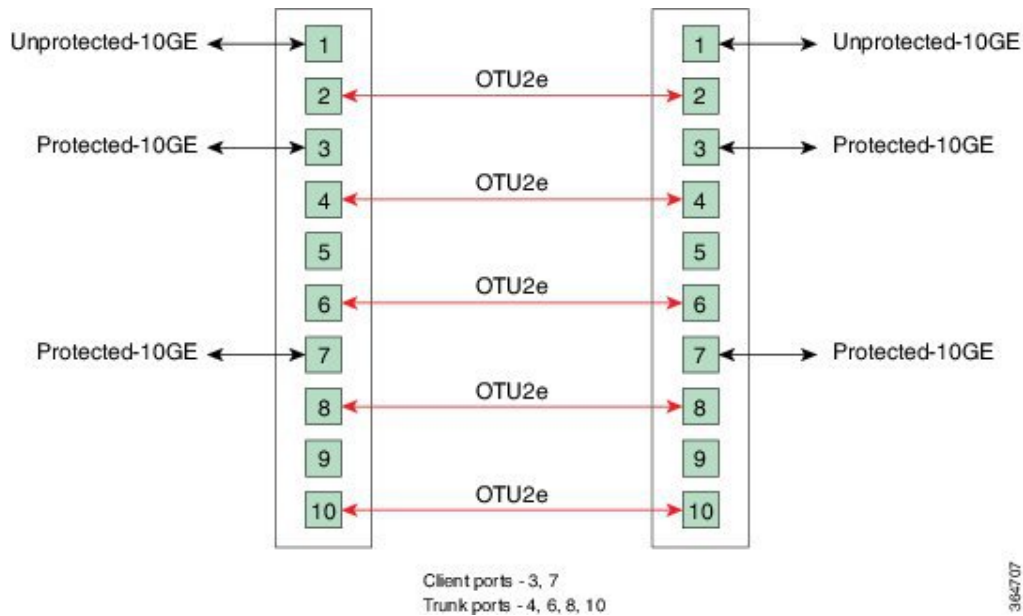 Unprotected-10GE 1 1 Unprotected-10GE
2 OTU2e 2
Protected-10GE 3 3 Protected-10GE
4 OTU2e 4
5 5
6 OTU2e 6
Protected-10GE 7 7 Protected-10GE
8 OTU2e 8
9 9
10 OTU2e 10
Client ports - 3, 7
Trunk ports - 4, 6, 8, 10
364707